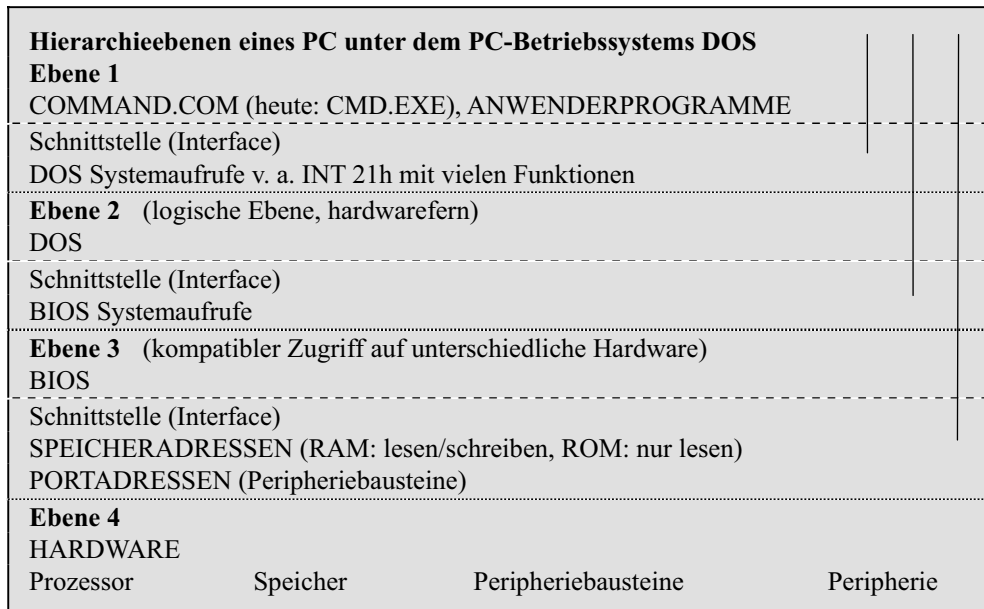 Hierarchieebenen eines PC unter dem PC-Betriebssystems DOS
Ebene 1
COMMAND.COM (heute: CMD.EXE), ANWENDERPROGRAMME
Schnittstelle (Interface)
DOS Systemaufrufe v. a. INT 21h mit vielen Funktionen
Ebene 2 (logische Ebene, hardwarefern)
DOS
Schnittstelle (Interface)
BIOS Systemaufrufe
Ebene 3 (kompatibler Zugriff auf unterschiedliche Hardware)
BIOS
Schnittstelle (Interface)
SPEICHERADRESSEN (RAM: lesen/schreiben, ROM: nur lesen)
PORTADRESSEN (Peripheriebausteine)
Ebene 4
HARDWARE
Prozessor Speicher Peripheriebausteine Peripherie